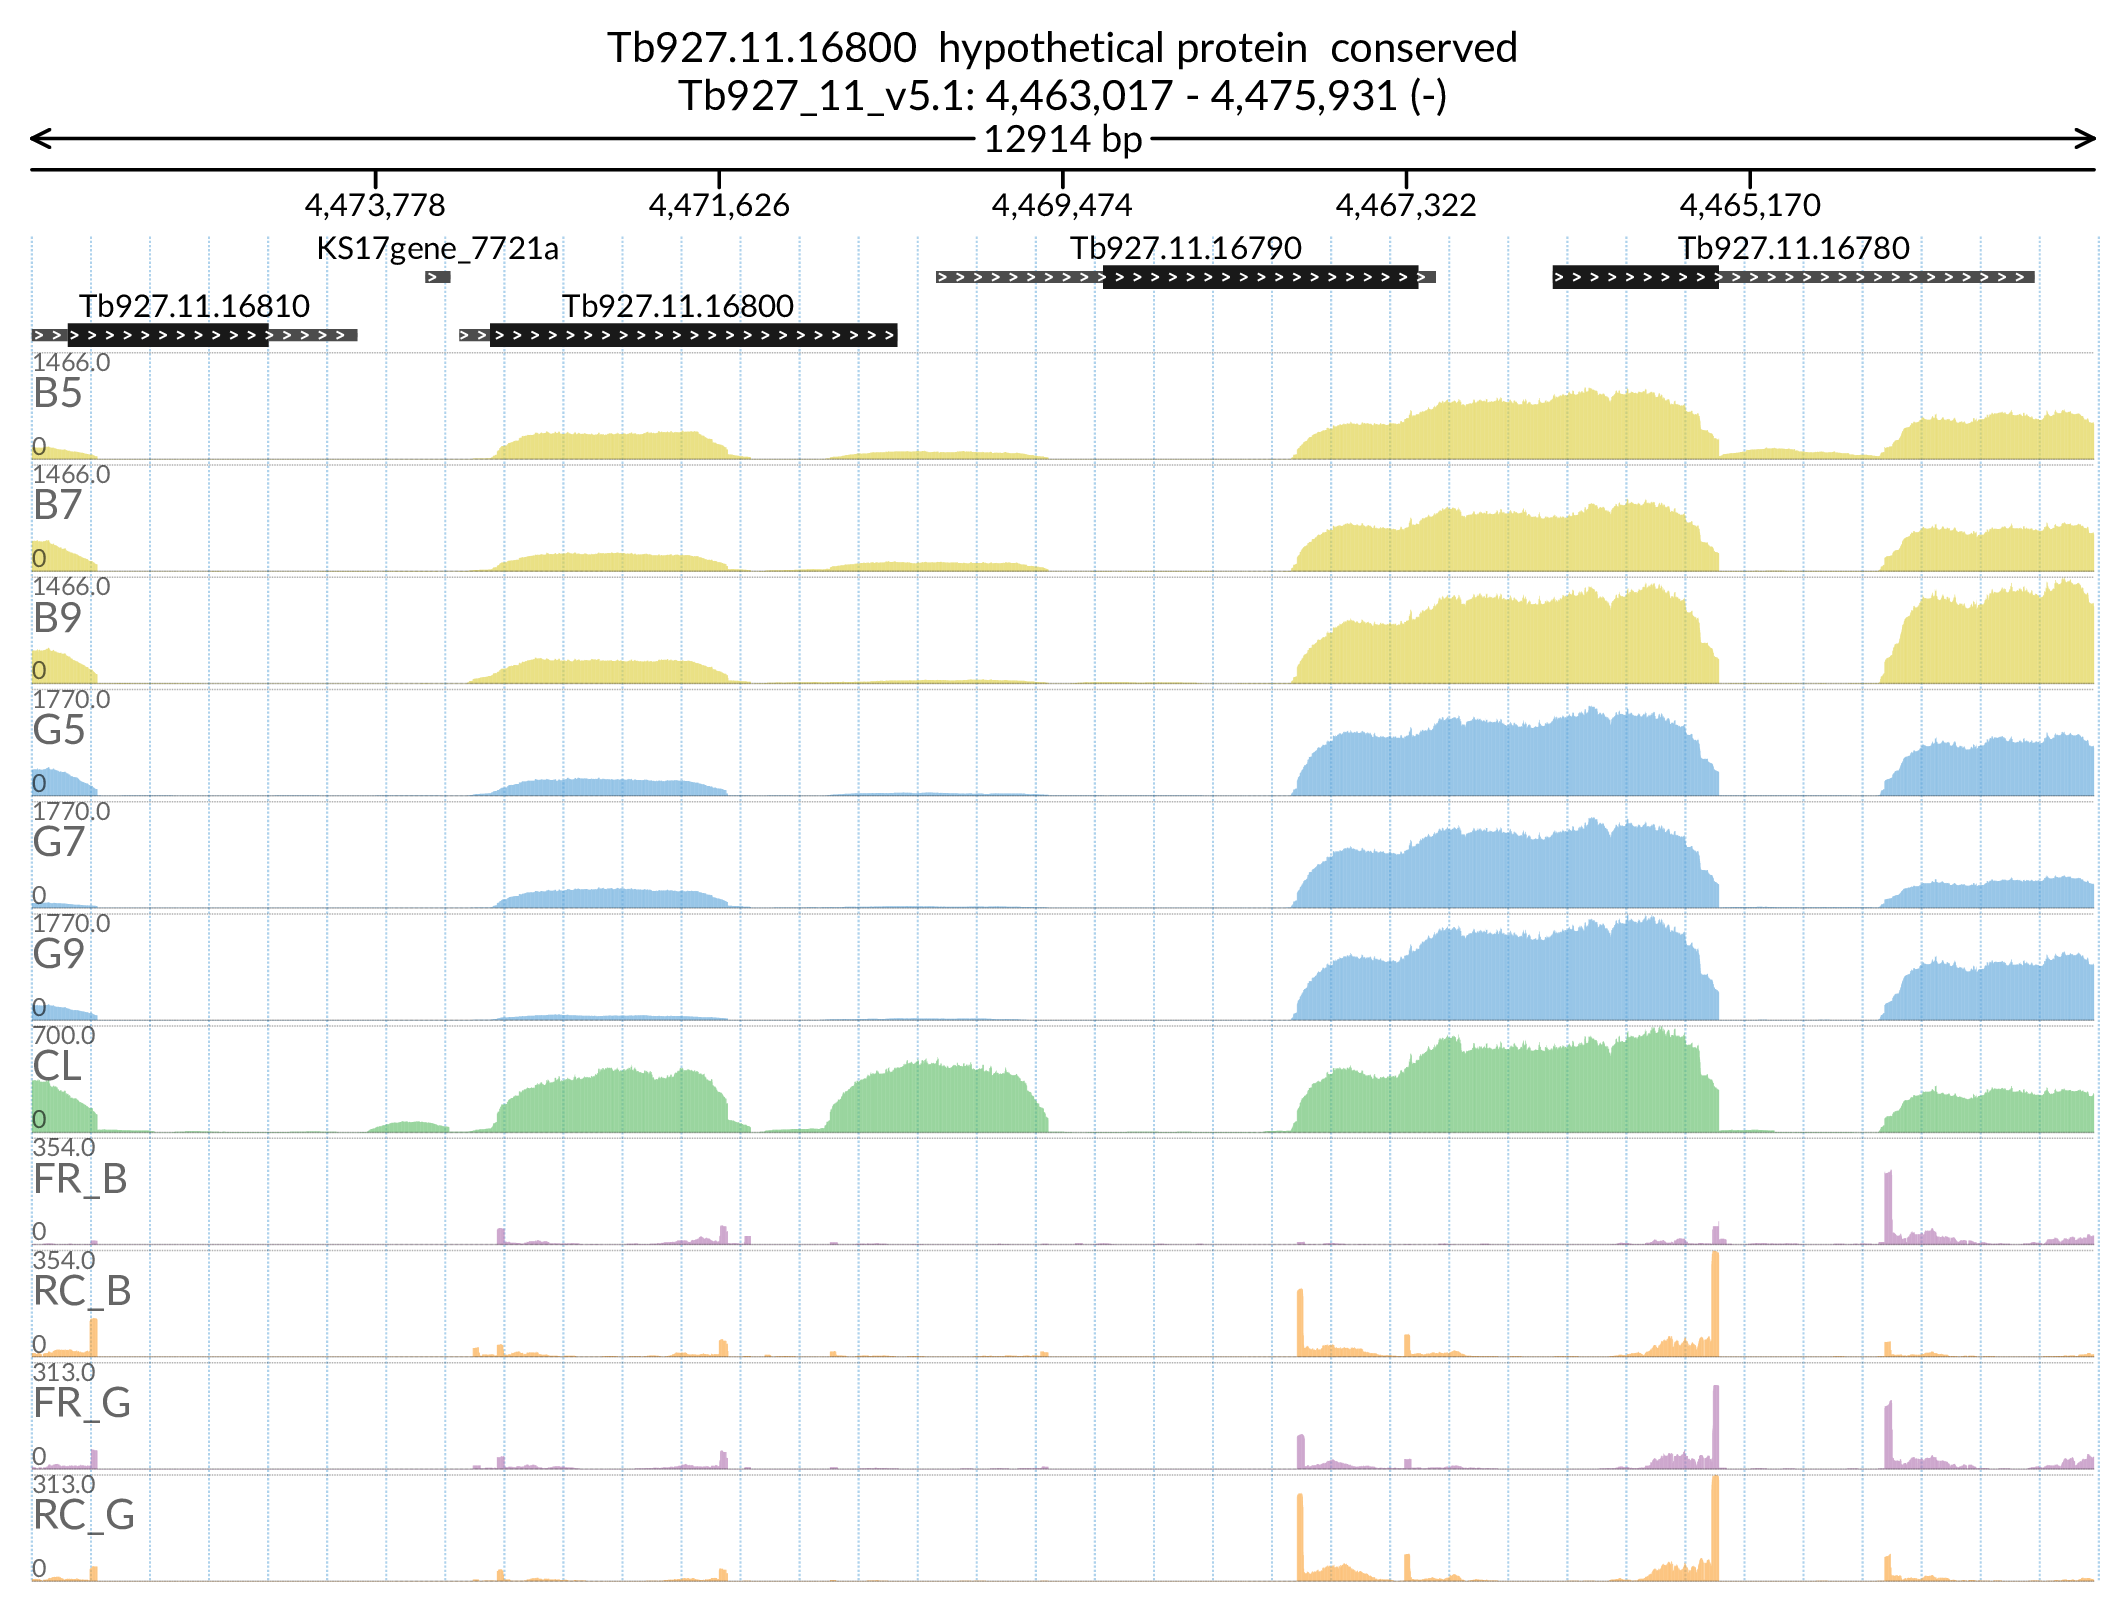 Tb927.11.16800 hypothetical protein conserved
Tb927_11_v5.1: 4,463,017 - 4,475,931 (-)
12914 bp
4,473,778 4,471,626 4,469,474 4,467,322 4,465,170
KS17gene_7721a Tb927.11.16790 Tb927.11.16780
Tb927.11.16810 Tb927.11.16800
1466.0
B5
0
1466.0
B7
0
1466.0
B9
0
1770.0
G5
0
1770.0
G7
0
1770.0
G9
0
700.0
CL
0
354.0
FR_B
0
354.0
RC_B
0
313.0
FR_G
0
313.0
RC_G
0